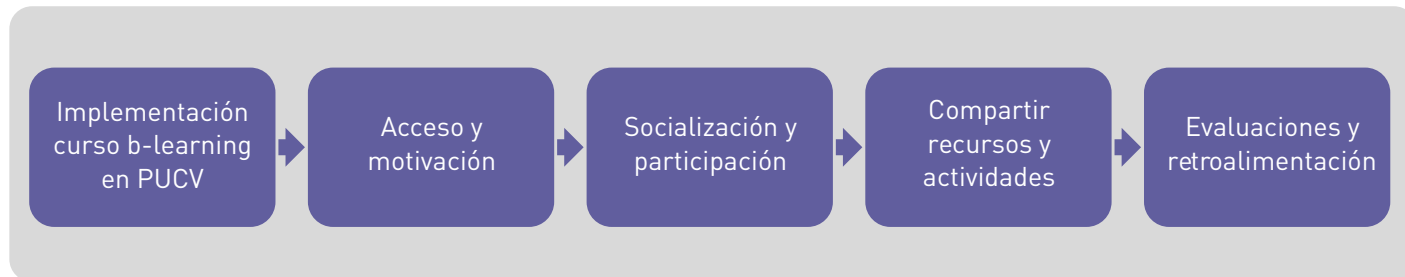 Implementación
curso b-learning
en PUCV
Acceso y
motivación
Socialización y
participación
Compartir
recursos y
actividades
Evaluaciones y
retroalimentación